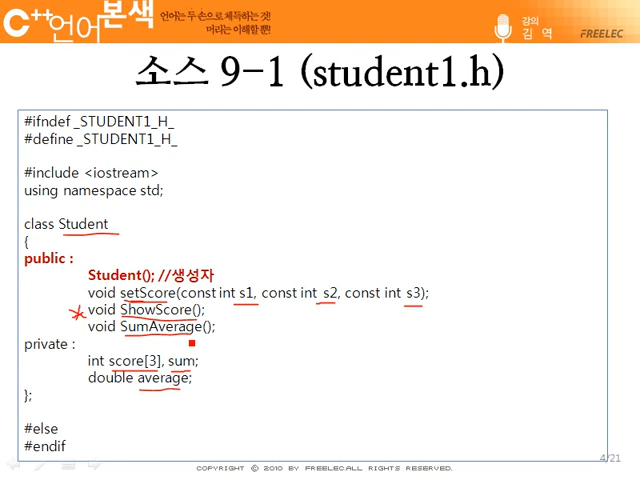 C++언어본색
언어는 두 손으로 체득하는 것!
머리는 이해할 뿐!
강의
김 역
FREELEC
소스 9-1 (student1.h)
#ifndef _STUDENT1_H_
#define _STUDENT1_H_
#include <iostream>
using namespace std;
class Student
{
public :
Student(); //생성자
void setScore(const int s1, const int s2, const int s3);
void ShowScore();
void SumAverage();
private :
int score[3], sum;
double average;
};
#else
#endif
4/21
COPYRIGHT © 2010 BY FREELEC.ALL RIGHTS RESERVED.